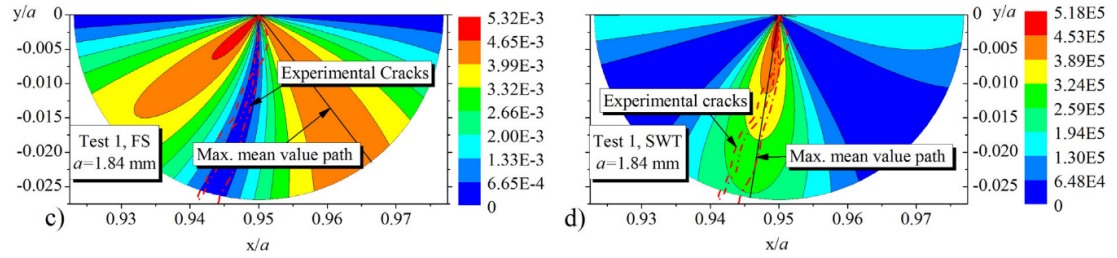 y/a
0
-0.005
-0.010
-0.015
-0.020
-0.025
Experimental Cracks
Test 1, FS
a=1.84 mm
Max. mean value path
c)
0.93
0.94
0.95
0.96
0.97
x/a
5.32E-3
4.65E-3
3.99E-3
3.32E-3
2.66E-3
2.00E-3
1.33E-3
6.65E-4
0
y/a
0
-0.005
-0.010
-0.015
-0.020
-0.025
Experimental cracks
Test 1, SWT
a=1.84 mm
Max. mean value path
d)
0.93
0.94
0.95
0.96
0.97
x/a
5.18E5
4.53E5
3.89E5
3.24E5
2.59E5
1.94E5
1.30E5
6.48E4
0